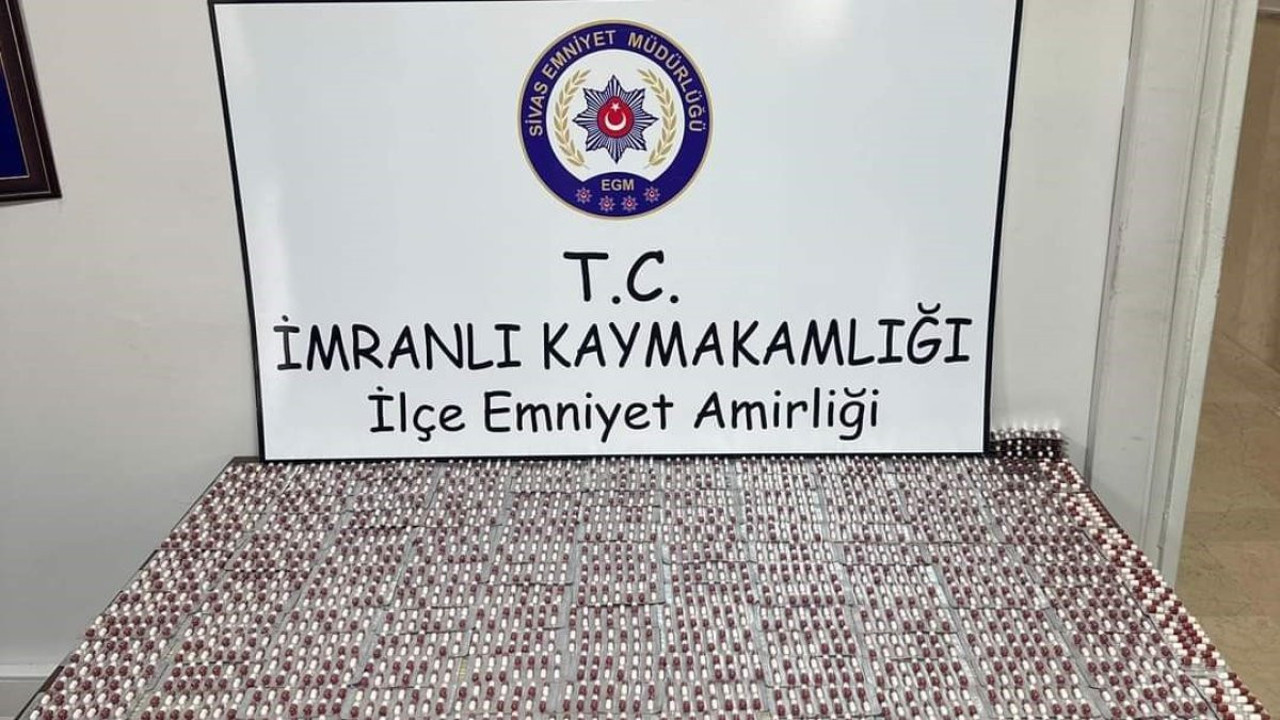 SİVAS EMNİYET MÜDÜRLÜĞÜ
EGM
T.C.
İMRANLI KAYMAKAMLIĞI
İlçe Emniyet Amirliği